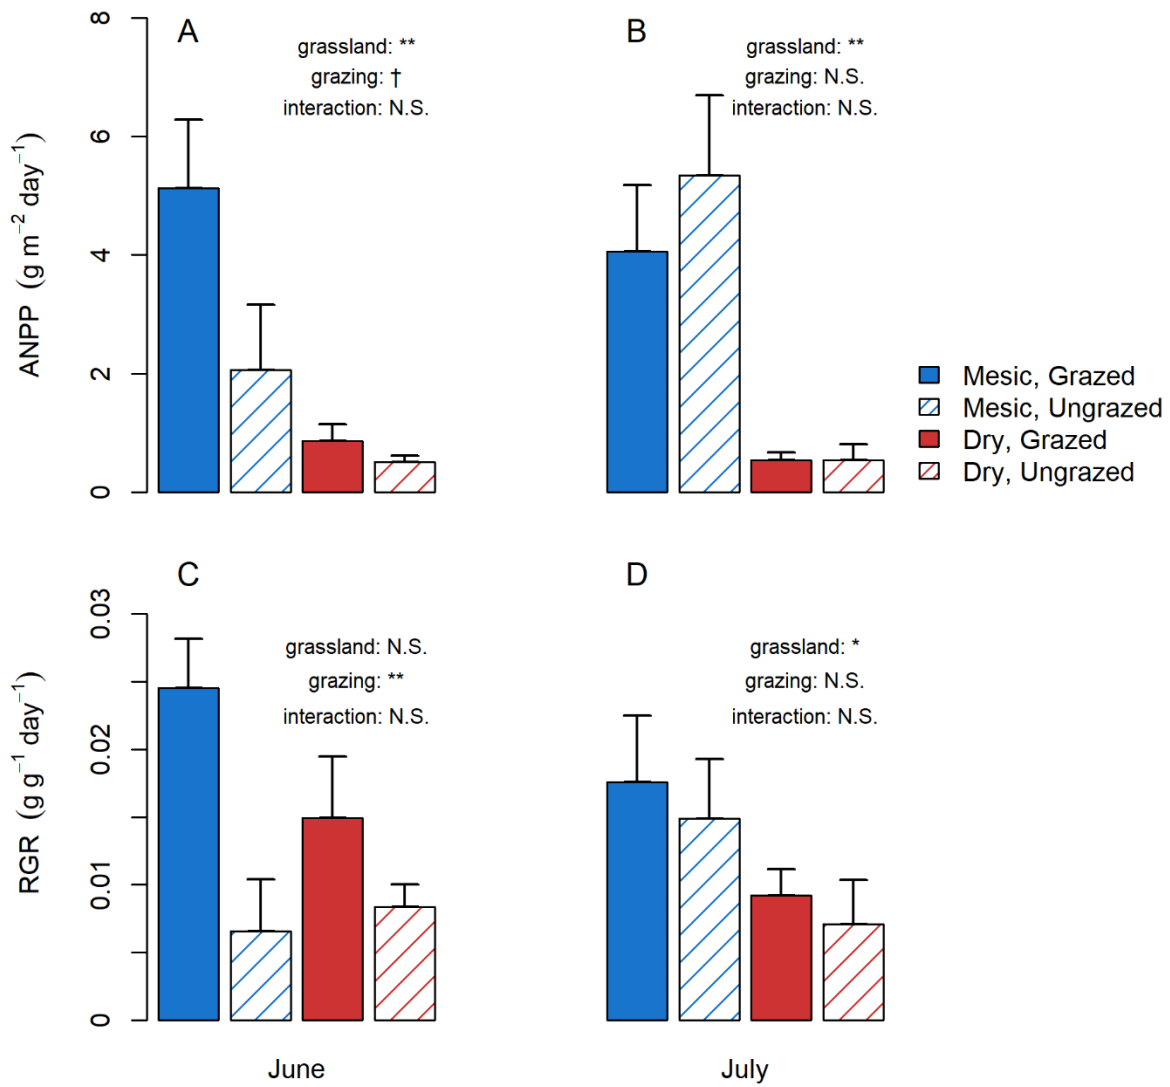 A
grassland: **
grazing: †
interaction: N.S.
B
grassland: **
grazing: N.S.
interaction: N.S.
ANPP (g m⁻² day⁻¹)
8
6
4
2
0
Mesic, Grazed
Mesic, Ungrazed
Dry, Grazed
Dry, Ungrazed
C
grassland: N.S.
grazing: **
interaction: N.S.
D
grassland: *
grazing: N.S.
interaction: N.S.
RGR (g g⁻¹ day⁻¹)
0.03
0.02
0.01
0
June
July